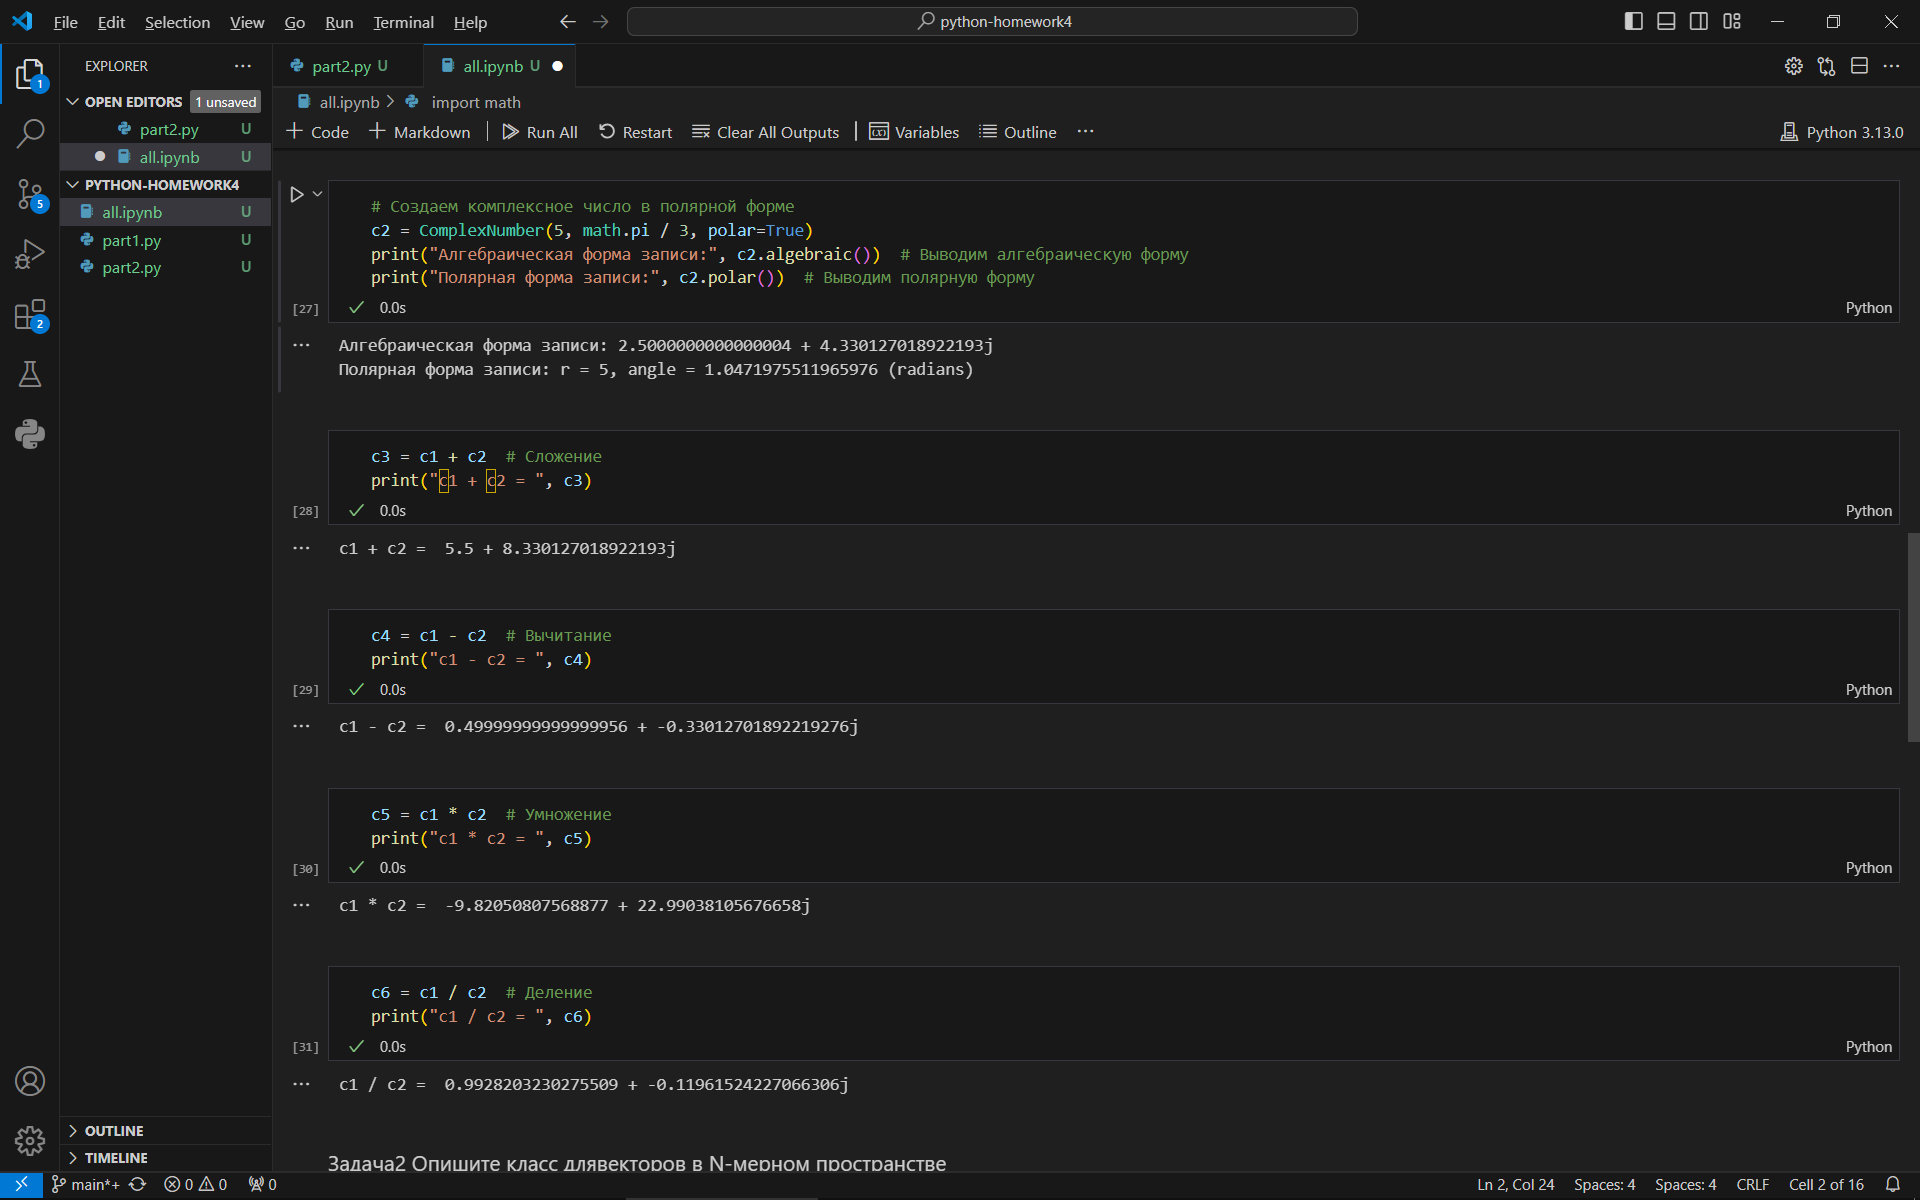 File Edit Selection View Go Run Terminal Help
python-homework4
EXPLORER
OPEN EDITORS 1 unsaved
part2.py U
all.ipynb U
PYTHON-HOMEWORK4
all.ipynb U
part1.py U
part2.py U
OUTLINE
TIMELINE
1
5
2
part2.py U
all.ipynb U
all.ipynb > import math
+ Code + Markdown Run All Restart Clear All Outputs Variables Outline ···
Python 3.13.0
# Создаем комплексное число в полярной форме
c2 = ComplexNumber(5, math.pi / 3, polar=True)
print("Алгебраическая форма записи:", c2.algebraic())  # Выводим алгебраическую форму
print("Полярная форма записи:", c2.polar())  # Выводим полярную форму
[27] 0.0s Python
Алгебраическая форма записи: 2.5000000000000004 + 4.330127018922193j
Полярная форма записи: r = 5, angle = 1.0471975511965976 (radians)
c3 = c1 + c2  # Сложение
print("с1 + с2 = ", c3)
[28] 0.0s Python
с1 + с2 =  5.5 + 8.330127018922193j
c4 = c1 - c2  # Вычитание
print("c1 - c2 = ", c4)
[29] 0.0s Python
c1 - c2 =  0.49999999999999956 + -0.33012701892219276j
c5 = c1 * c2  # Умножение
print("c1 * c2 = ", c5)
[30] 0.0s Python
c1 * c2 =  -9.82050807568877 + 22.99038105676658j
c6 = c1 / c2  # Деление
print("c1 / c2 = ", c6)
[31] 0.0s Python
c1 / c2 =  0.9928203230275509 + -0.11961524227066306j
Задача2 Опишите класс длявекторов в N-мерном пространстве
main*+ 0 0 0
Ln 2, Col 24 Spaces: 4 Spaces: 4 CRLF Cell 2 of 16